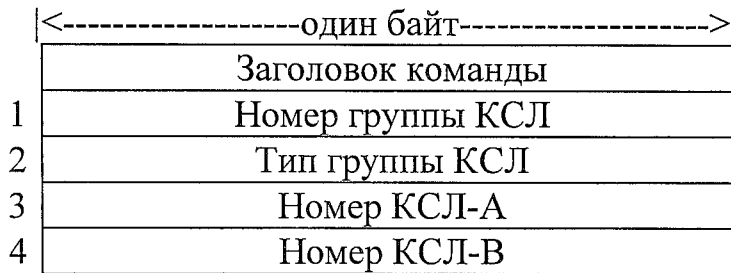 |<--------------------один байт--------------------->
Заголовок команды
1 Номер группы КСЛ
2 Тип группы КСЛ
3 Номер КСЛ-А
4 Номер КСЛ-В